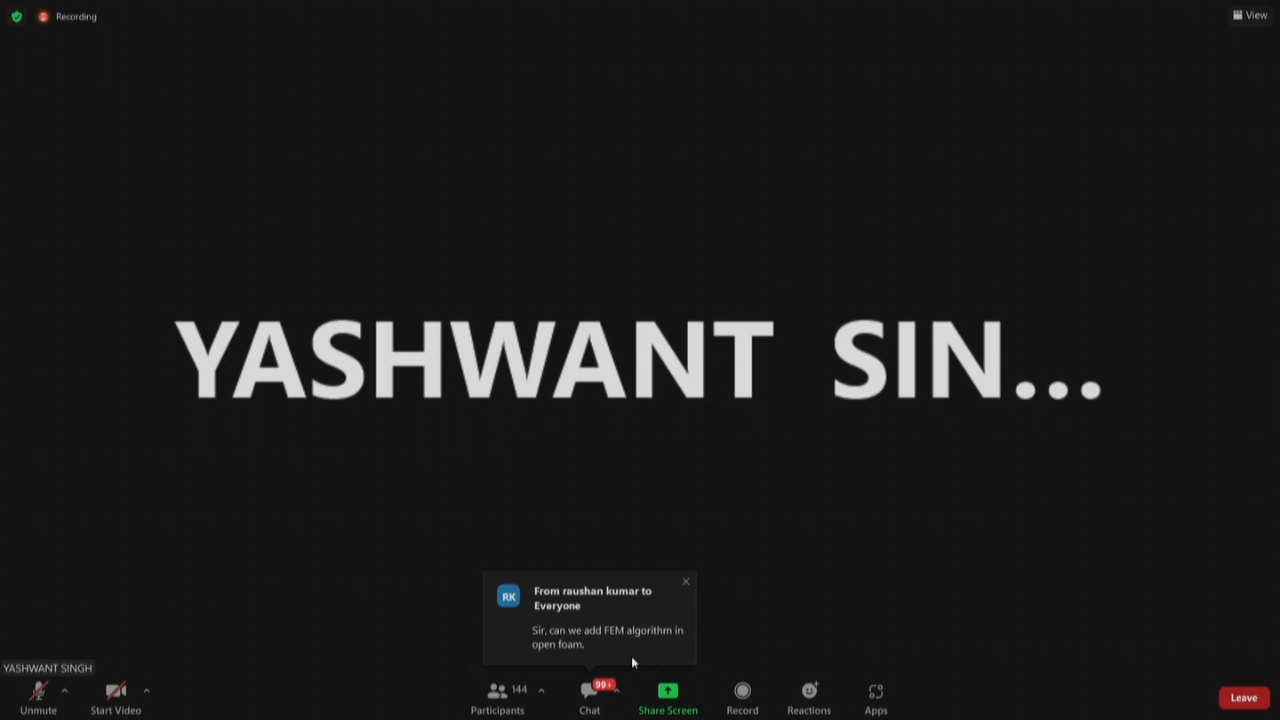 Recording
View
YASHWANT SIN...
RK
From raushan kumar to
Everyone
Sir, can we add FEM algorithm in
open foam.
YASHWANT SINGH
144
99+
Unmute
Start Video
Participants
Chat
Share Screen
Record
Reactions
Apps
Leave